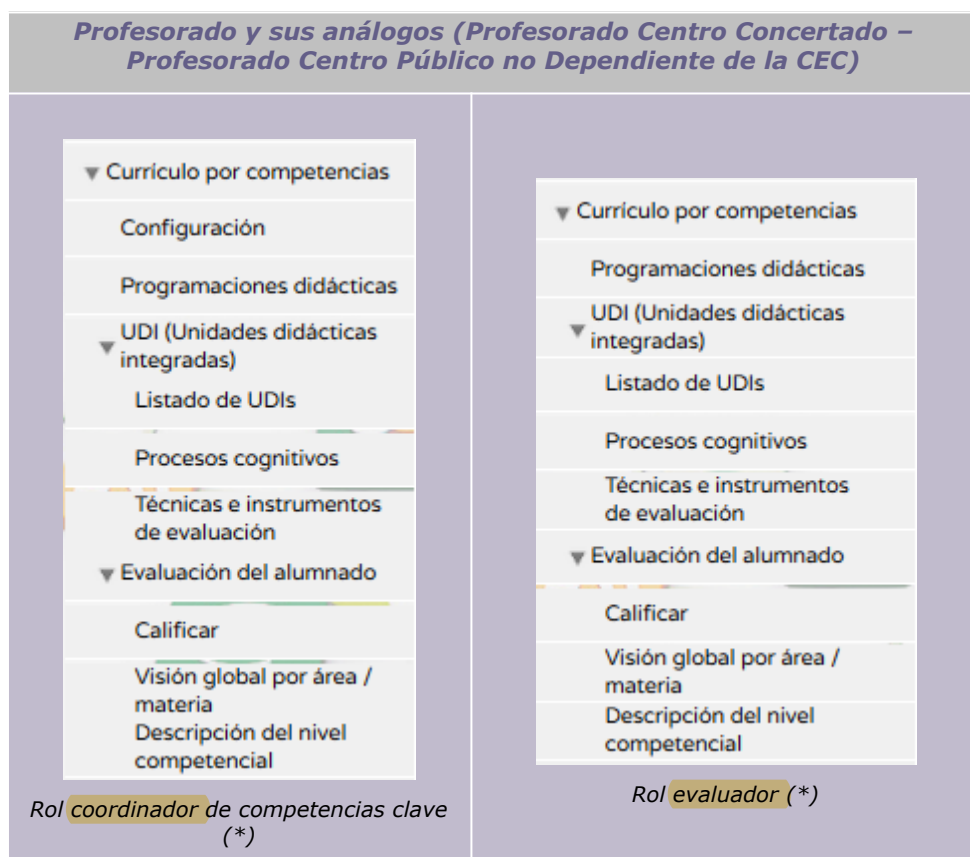 Profesorado y sus análogos (Profesorado Centro Concertado –
Profesorado Centro Público no Dependiente de la CEC)
Currículo por competencias
Configuración
Programaciones didácticas
UDI (Unidades didácticas
integradas)
Listado de UDIs
Procesos cognitivos
Técnicas e instrumentos
de evaluación
Evaluación del alumnado
Calificar
Visión global por área /
materia
Descripción del nivel
competencial
Rol coordinador de competencias clave
(*)
Currículo por competencias
Programaciones didácticas
UDI (Unidades didácticas
integradas)
Listado de UDIs
Procesos cognitivos
Técnicas e instrumentos
de evaluación
Evaluación del alumnado
Calificar
Visión global por área /
materia
Descripción del nivel
competencial
Rol evaluador (*)